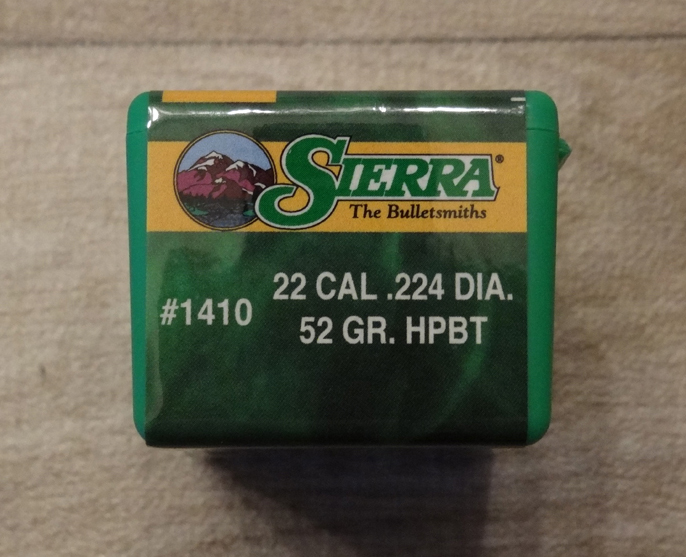 SIERRA®
The Bulletsmiths
#1410
22 CAL .224 DIA.
52 GR. HPBT